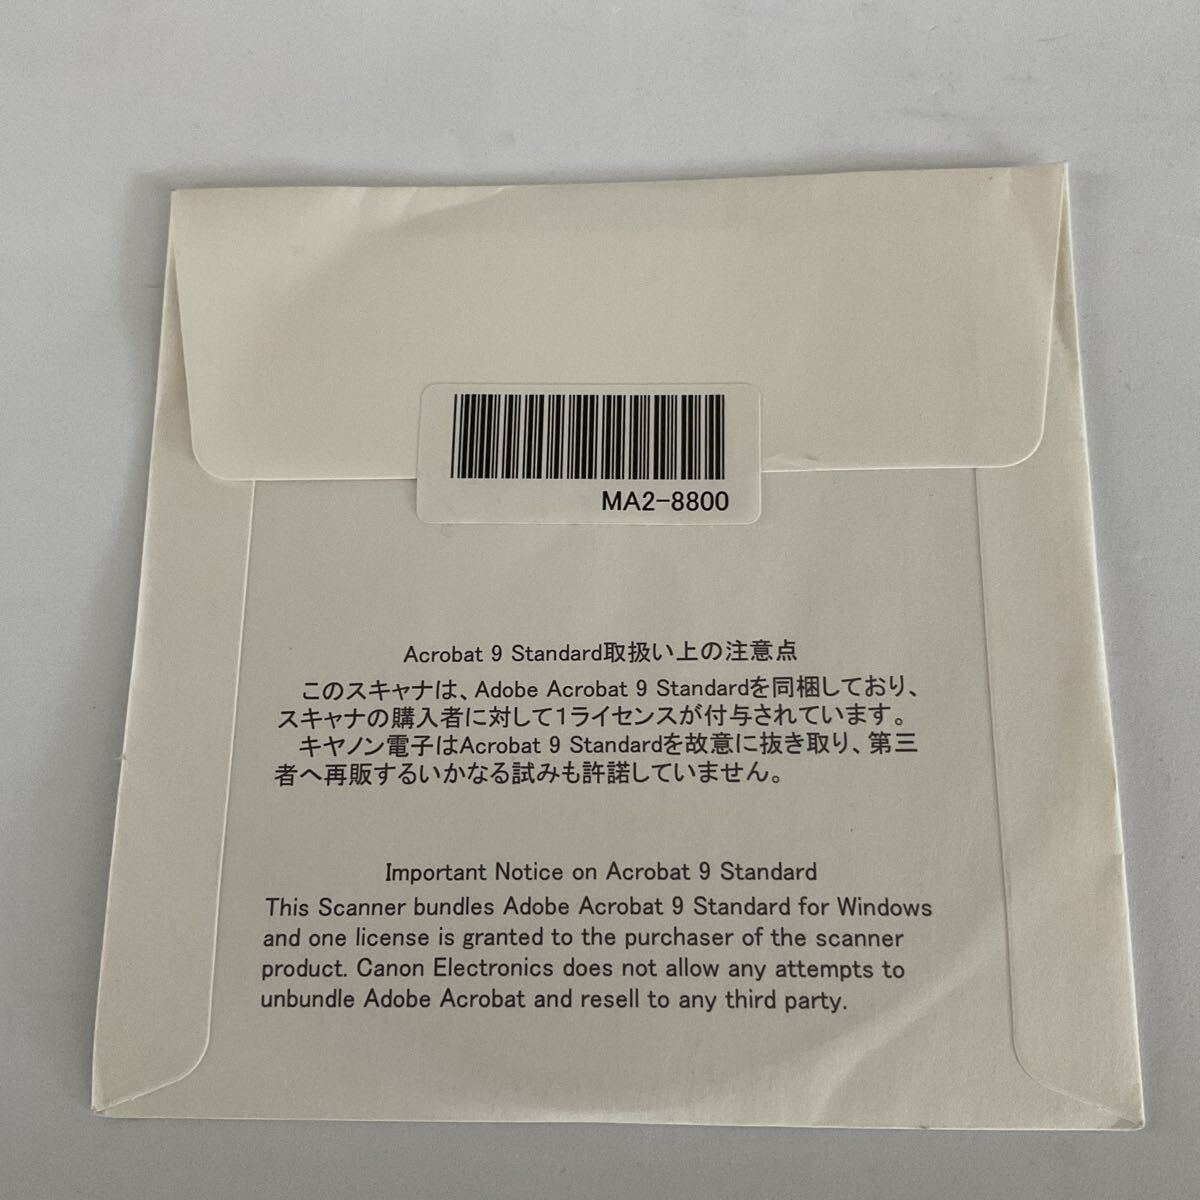 MA2-8800
Acrobat 9 Standard取扱い上の注意点
このスキャナは、Adobe Acrobat 9 Standardを同梱しており、
スキャナの購入者に対して1ライセンスが付与されています。
キヤノン電子はAcrobat 9 Standardを故意に抜き取り、第三
者へ再販するいかなる試みも許諾していません。
Important Notice on Acrobat 9 Standard
This Scanner bundles Adobe Acrobat 9 Standard for Windows
and one license is granted to the purchaser of the scanner
product. Canon Electronics does not allow any attempts to
unbundle Adobe Acrobat and resell to any third party.